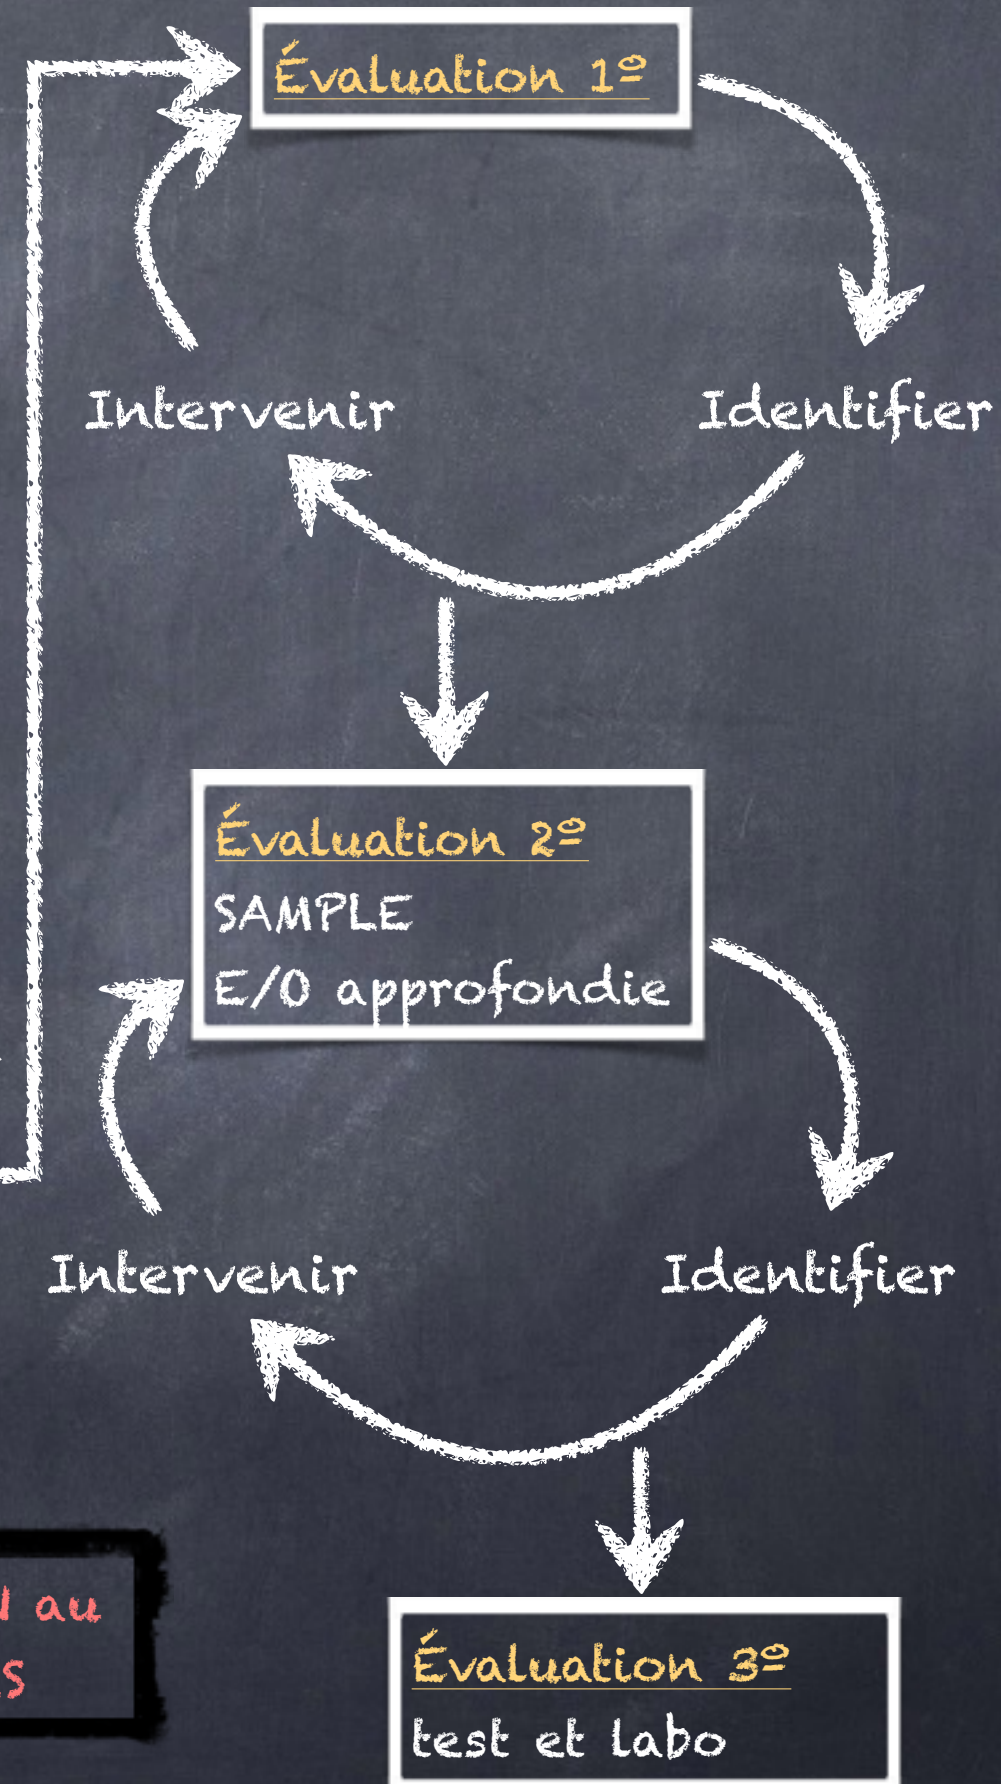 Évaluation 1º
Intervenir
Identifier
Évaluation 2º
SAMPLE
E/O approfondie
Intervenir
Identifier
au
Évaluation 3º
test et labo